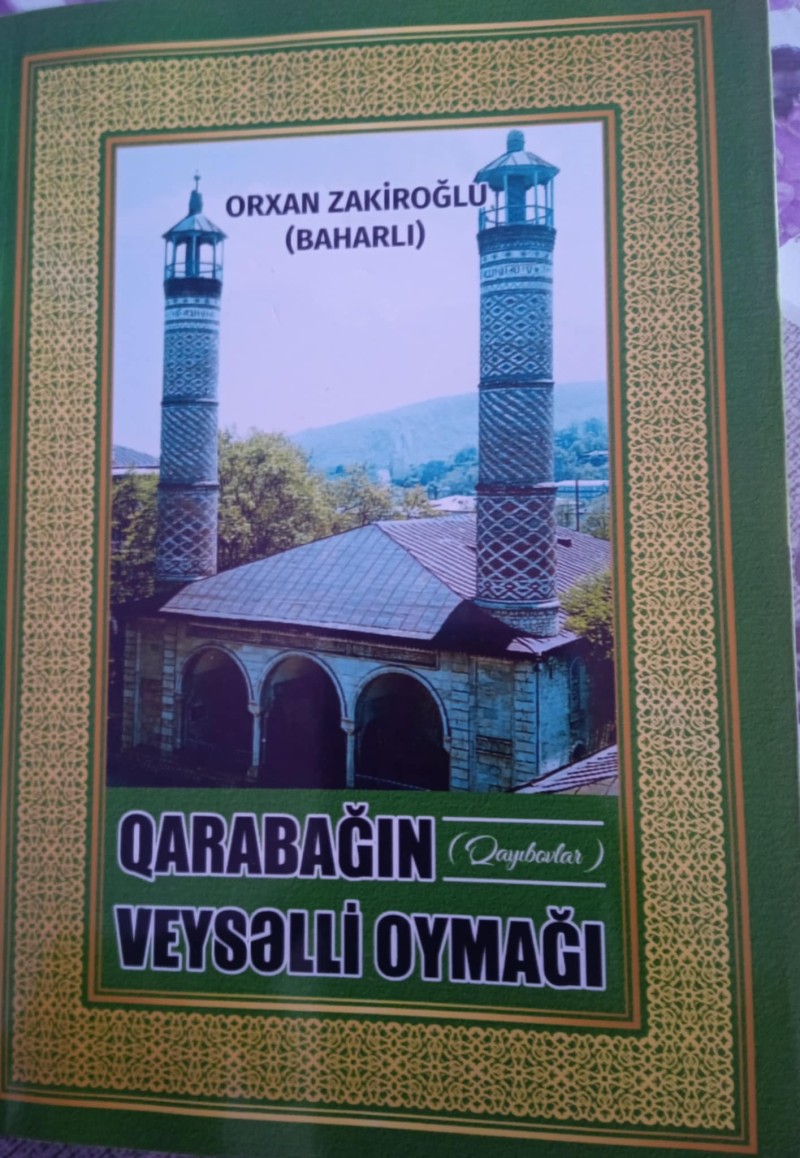 ORXAN ZAKİROĞLU
(BAHARLI)
QARABAĞIN (Qayıbovlar)
VEYSƏLLİ OYMAĞI